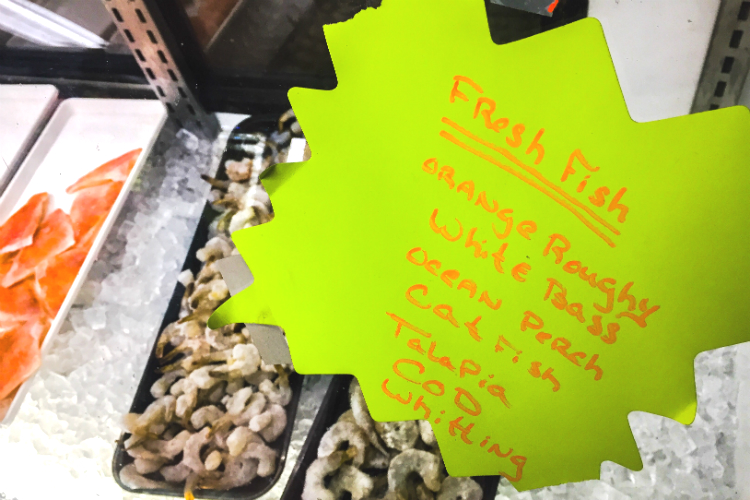 Fresh Fish
Orange Roughy
White Bass
Ocean Perch
Cat Fish
Talapia
COD
Whitting